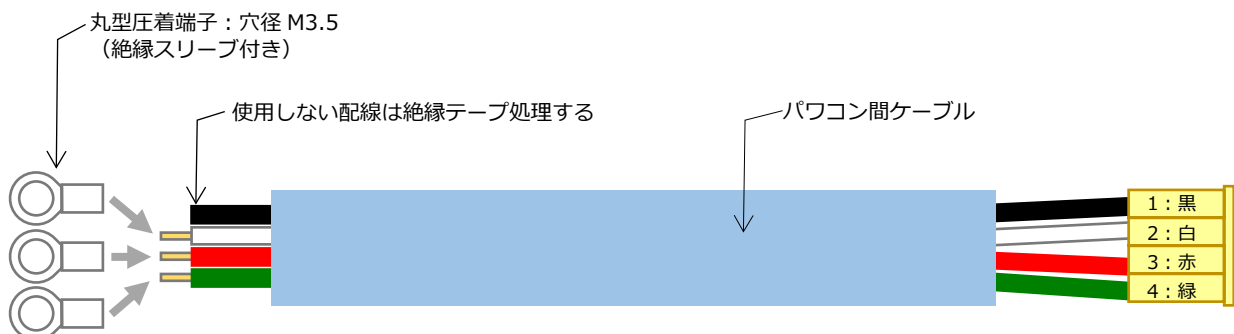 丸型圧着端子：穴径 M3.5
（絶縁スリーブ付き）
使用しない配線は絶縁テープ処理する
パワコン間ケーブル
1：黒
2：白
3：赤
4：緑